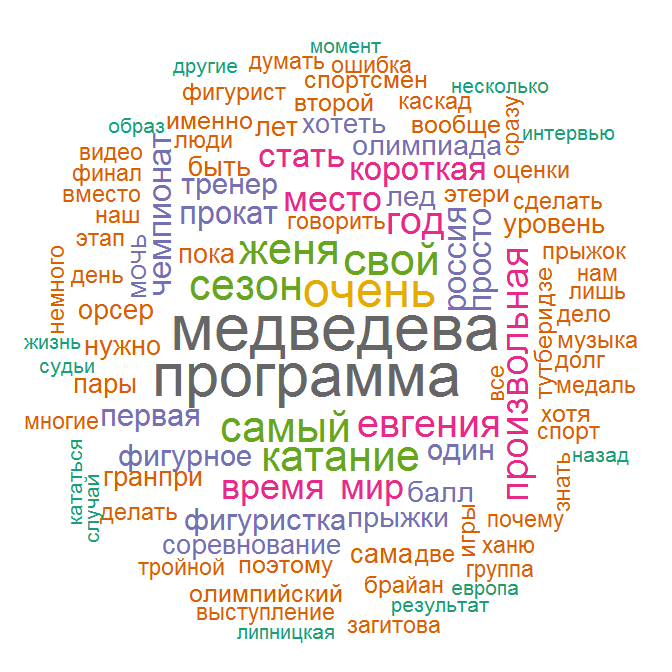 момент
другие думать ошибка
фигурист спортсмен несколько
второй каскад
образ именно лет хотеть вообще сразу интервью
видео люди стать олимпиада
финал быть короткая оценки
вместо чемпионат тренер место лед этери сделать
наш прокат говорить год уровень
этап мочь пока женя свой россия просто прыжок
немного день сезон очень нам
лишь
орсер медведева произвольная тутберидзе дело
жизнь нужно музыка
судьи долг
пары программа все медаль
многие первая самый евгения хотя
спорт
фигурное катание один назад
кататься случай гранпри время мир балл знать
делать фигуристка прыжки игры почему
соревнование сама две ханю
тройной поэтому группа
олимпийский брайан европа
выступление результат
липницкая загитова